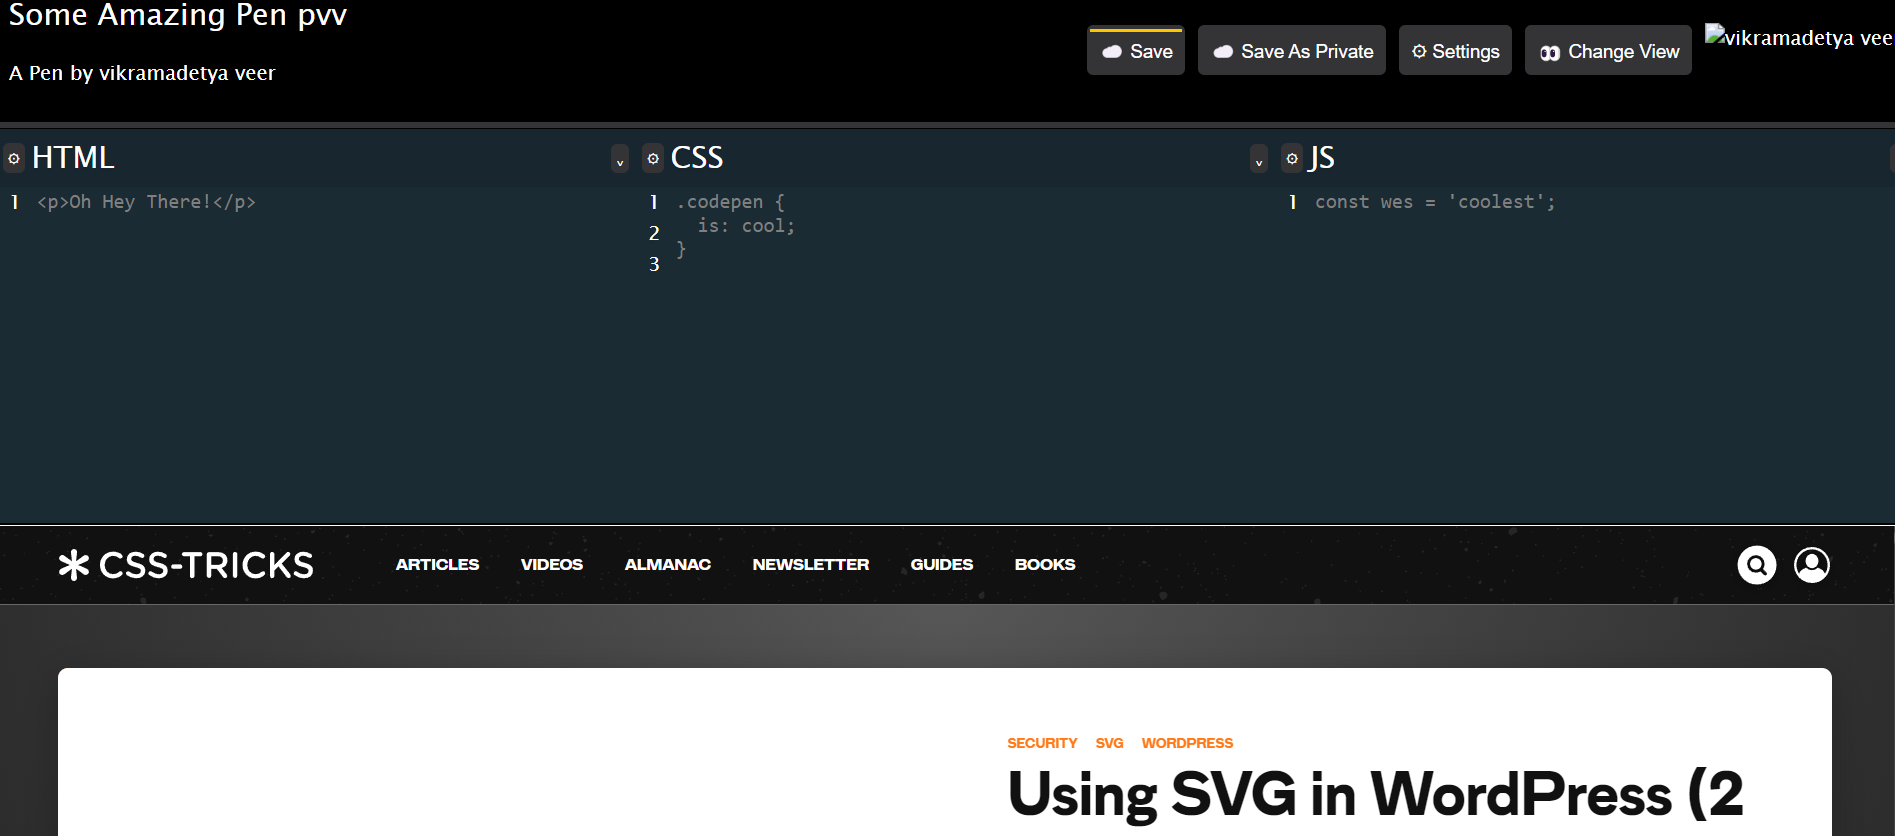 Some Amazing Pen pvv
A Pen by vikramadetya veer
Save
Save As Private
⚙ Settings
👀 Change View
vikramadetya vee
⚙ HTML
1 <p>Oh Hey There!</p>
v
⚙ CSS
1 .codepen {
2   is: cool;
3 }
v
⚙ JS
1 const wes = 'coolest';
CSS-TRICKS ARTICLES VIDEOS ALMANAC NEWSLETTER GUIDES BOOKS
SECURITY SVG WORDPRESS
Using SVG in WordPress (2